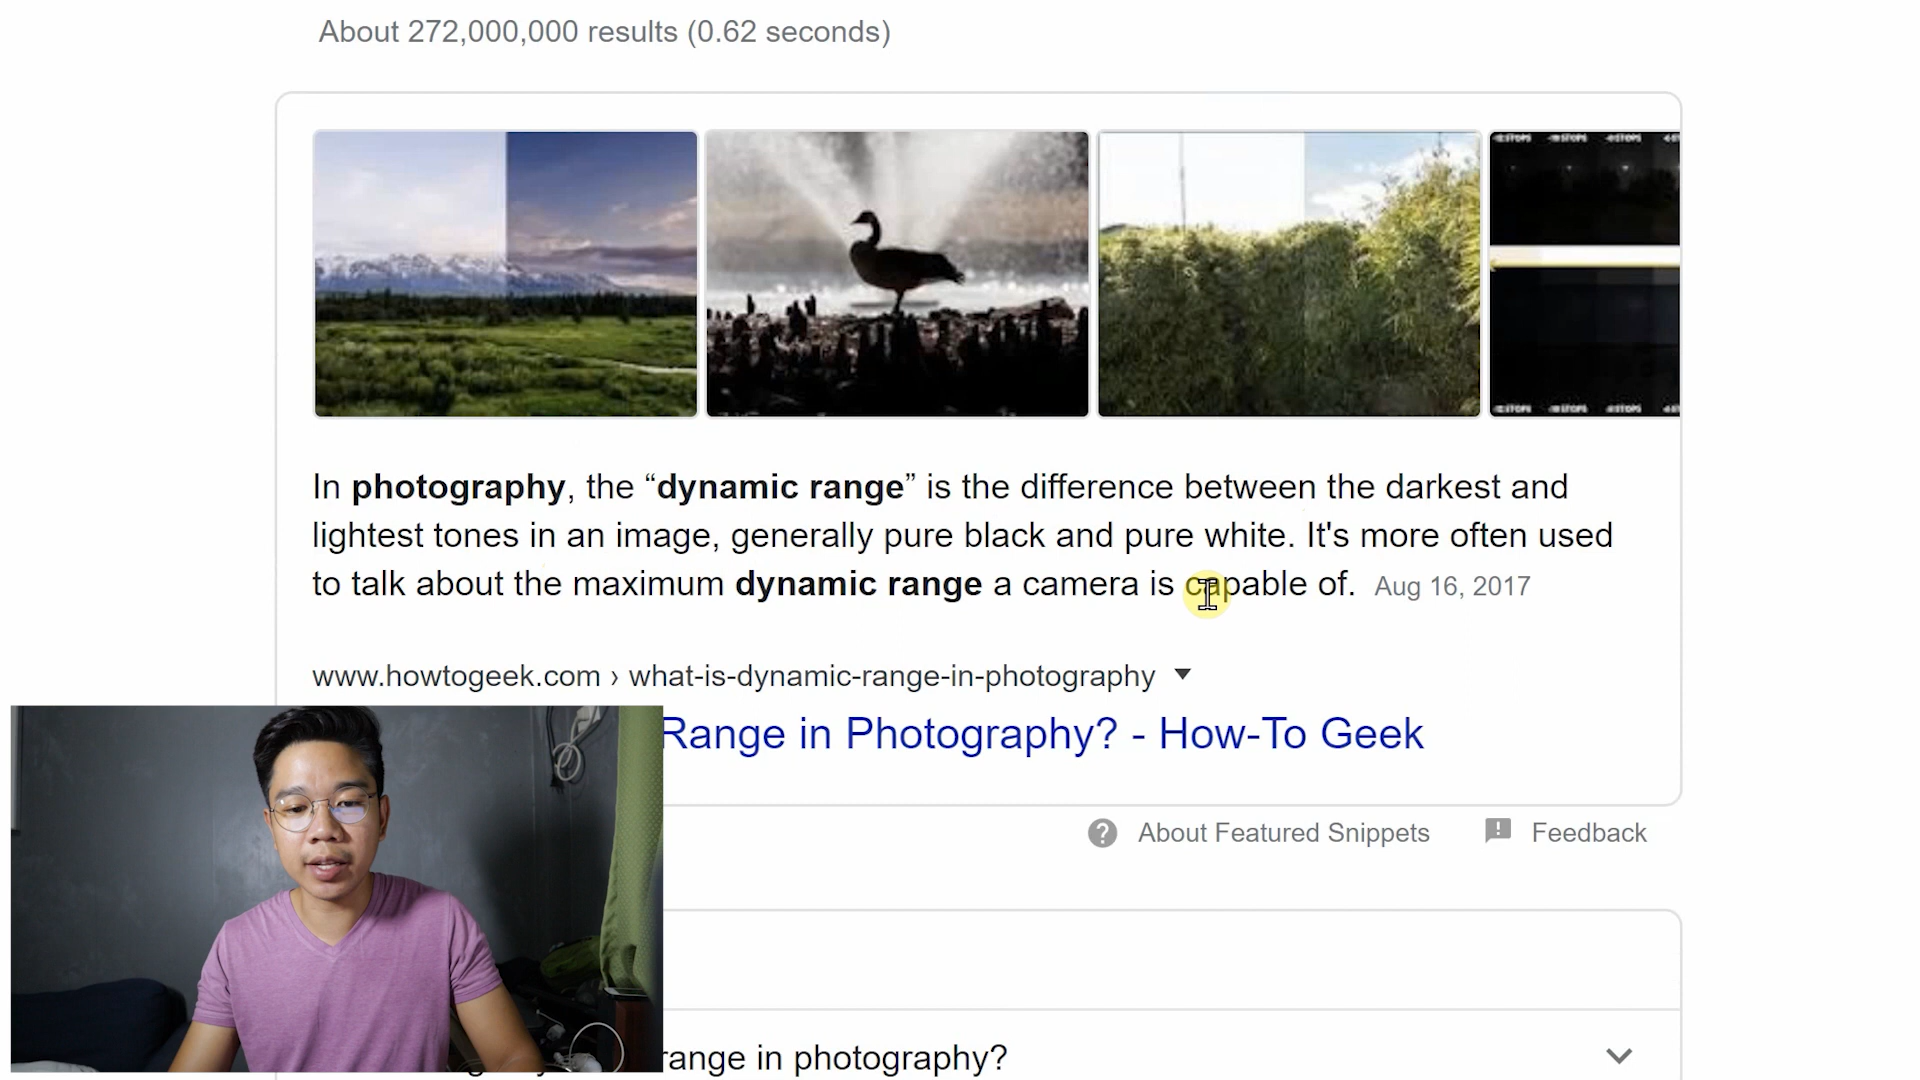 About 272,000,000 results (0.62 seconds)
In photography, the “dynamic range” is the difference between the darkest and
lightest tones in an image, generally pure black and pure white. It's more often used
to talk about the maximum dynamic range a camera is capable of. Aug 16, 2017
www.howtogeek.com › what-is-dynamic-range-in-photography
Range in Photography? - How-To Geek
About Featured Snippets
Feedback
range in photography?